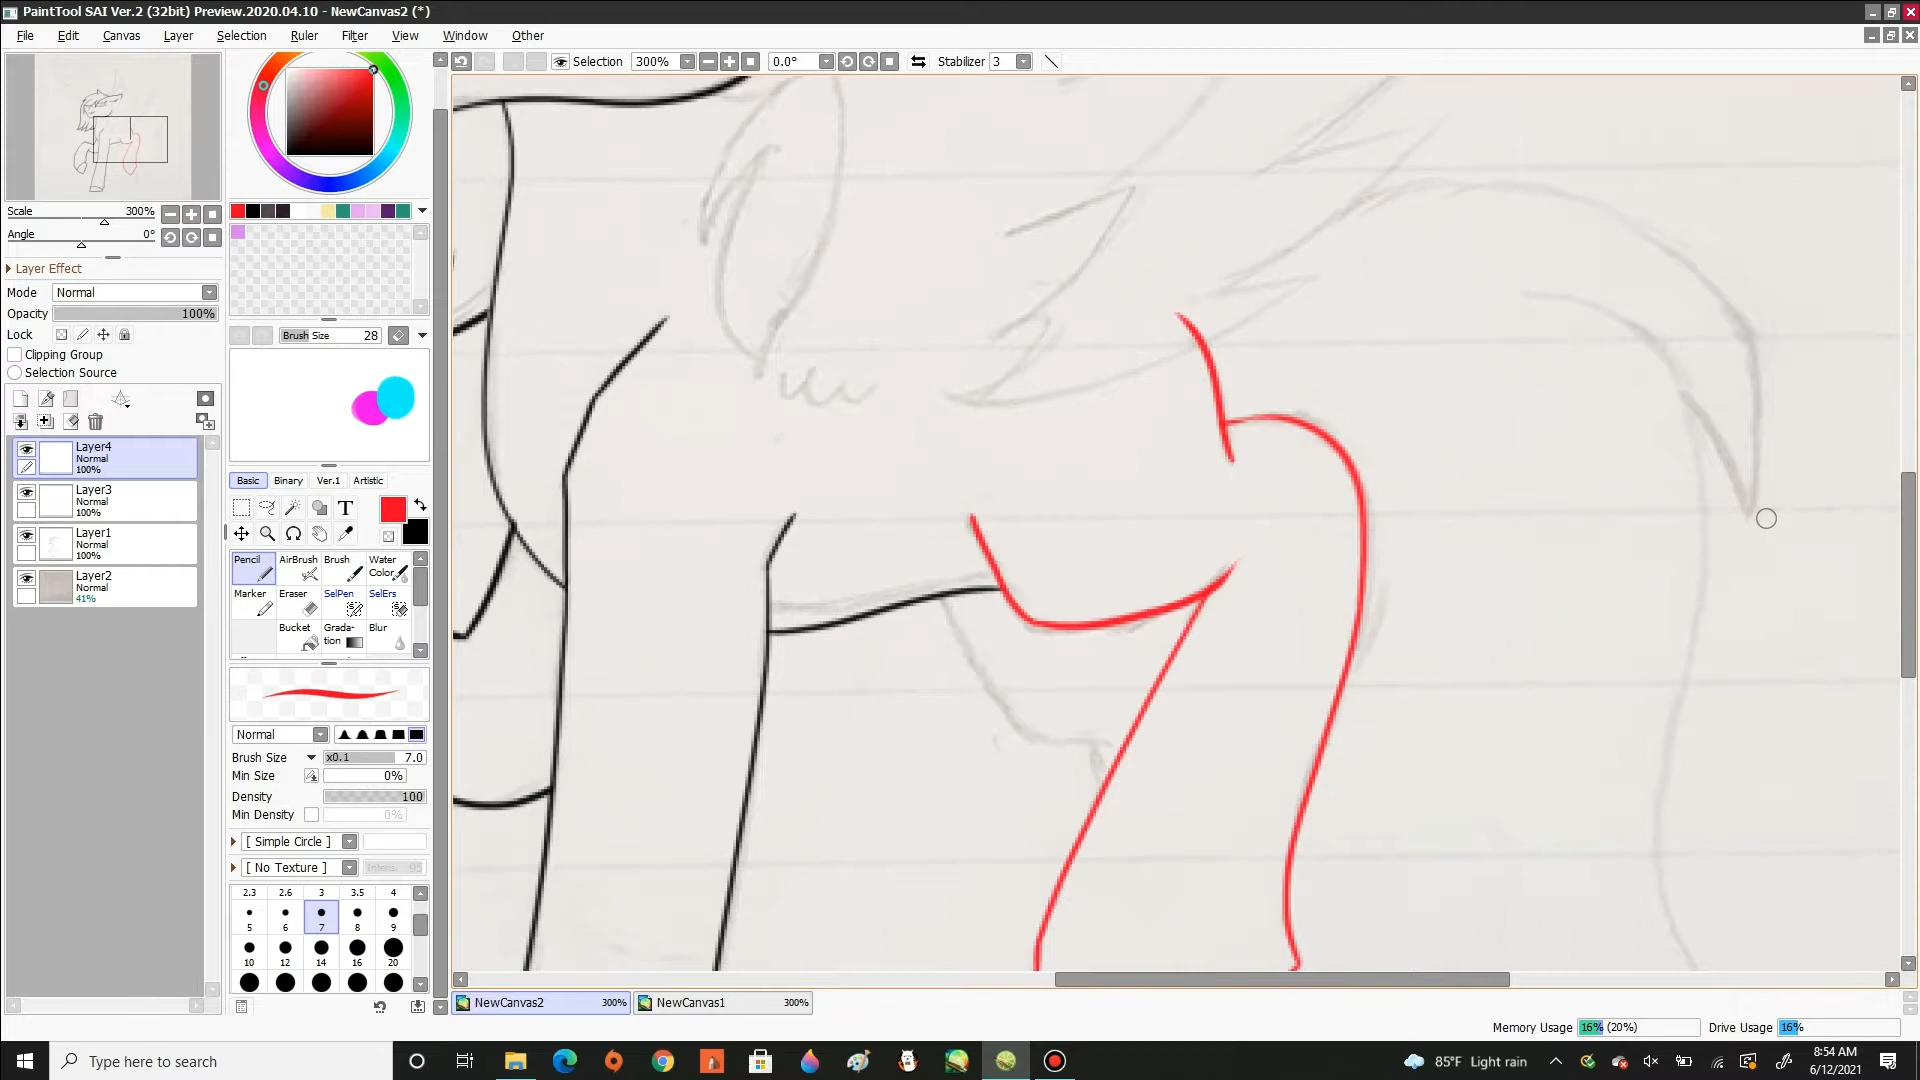 PaintTool SAI Ver.2 (32bit) Preview.2020.04.10 - NewCanvas2 (*)
File Edit Canvas Layer Selection Ruler Filter View Window Other
Selection 300% 0.0° Stabilizer 3
Scale 300%
Angle 0°
Layer Effect
Mode Normal
Opacity 100%
Lock
Clipping Group
Selection Source
Layer4
Normal
100%
Layer3
Normal
100%
Layer1
Normal
100%
Layer2
Normal
41%
Brush Size 28
Basic Binary Ver.1 Artistic
T
Pencil AirBrush Brush Water Color
Marker Eraser SelPen SelErs
Bucket Grada-tion Blur
Normal
Brush Size x0.1 7.0
Min Size 0%
Density 100
Min Density 0%
[ Simple Circle ]
[ No Texture ] Intens. 95
2.3 2.6 3 3.5 4
5 6 7 8 9
10 12 14 16 20
NewCanvas2 300% NewCanvas1 300%
Memory Usage 16% (20%) Drive Usage 16%
Type here to search
85°F Light rain
8:54 AM
6/12/2021